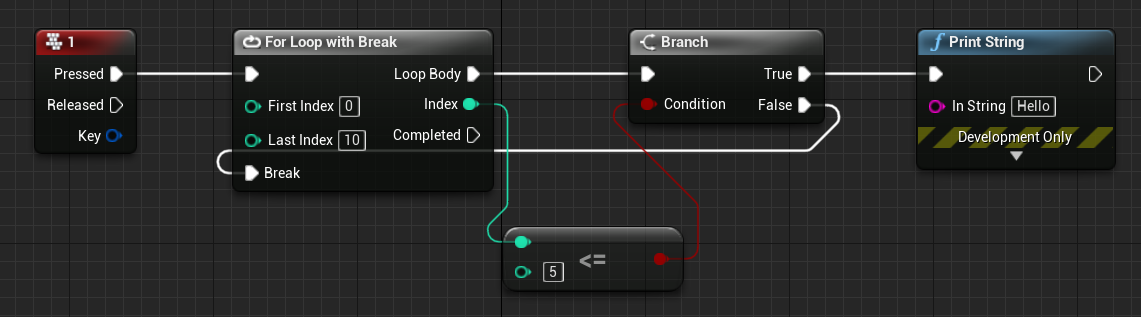 1
Pressed
Released
Key
For Loop with Break
Loop Body
First Index 0
Index
Last Index 10
Completed
Break
Branch
True
Condition
False
Print String
In String Hello
Development Only
5
<=